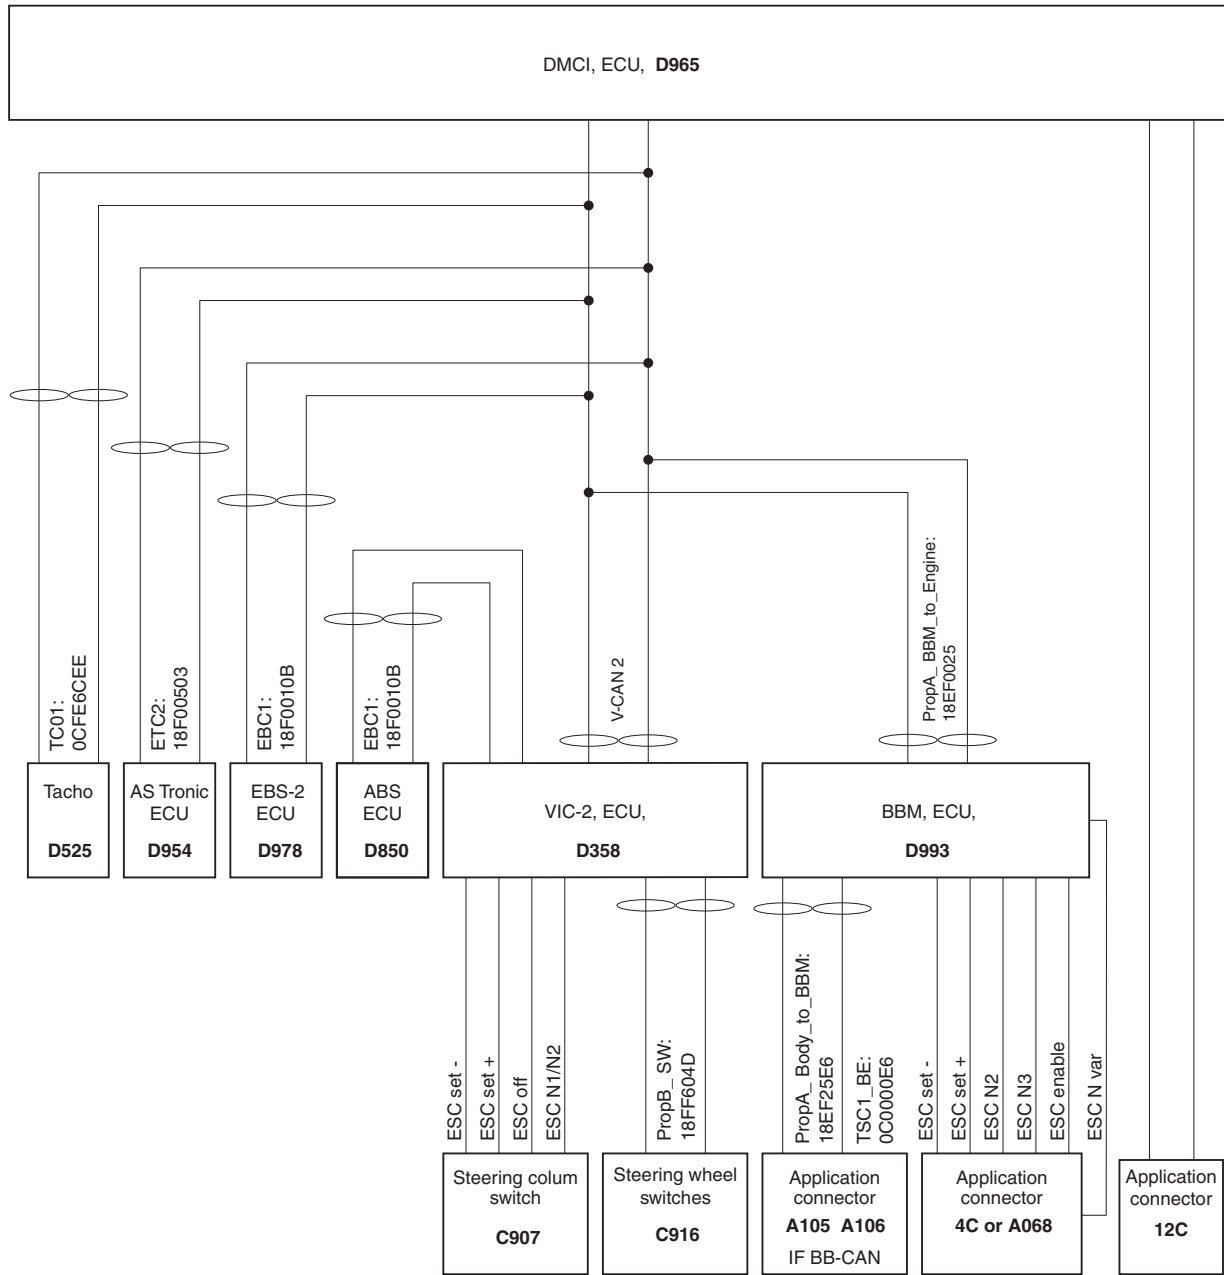 DMCI, ECU, D965
TC01:
0CFE6CEE
ETC2:
18F00503
EBC1:
18F0010B
EBC1:
18F0010B
V-CAN 2
PropA_ BBM_to_Engine:
18EF0025
Tacho
D525
AS Tronic
ECU
D954
EBS-2
ECU
D978
ABS
ECU
D850
VIC-2, ECU,
D358
BBM, ECU,
D993
ESC set -
ESC set +
ESC off
ESC N1/N2
PropB_ SW:
18FF604D
PropA_ Body_to_BBM:
18EF25E6
TSC1_BE:
0C0000E6
ESC set -
ESC set +
ESC N2
ESC N3
ESC enable
ESC N var
Steering colum
switch
C907
Steering wheel
switches
C916
Application
connector
A105 A106
IF BB-CAN
Application
connector
4C or A068
Application
connector
12C